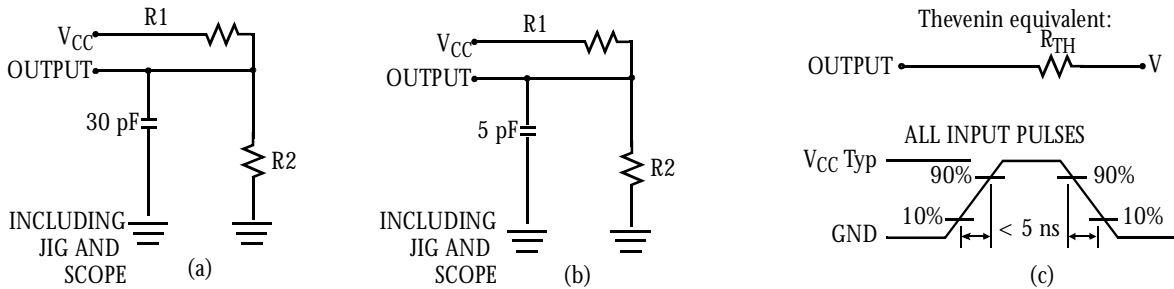 R1
VCC
OUTPUT
30 pF
R2
INCLUDING
JIG AND
SCOPE
(a)
R1
VCC
OUTPUT
5 pF
R2
INCLUDING
JIG AND
SCOPE
(b)
Thevenin equivalent:
RTH
OUTPUT
V
ALL INPUT PULSES
VCC Typ
90%
90%
10%
10%
GND
< 5 ns
(c)